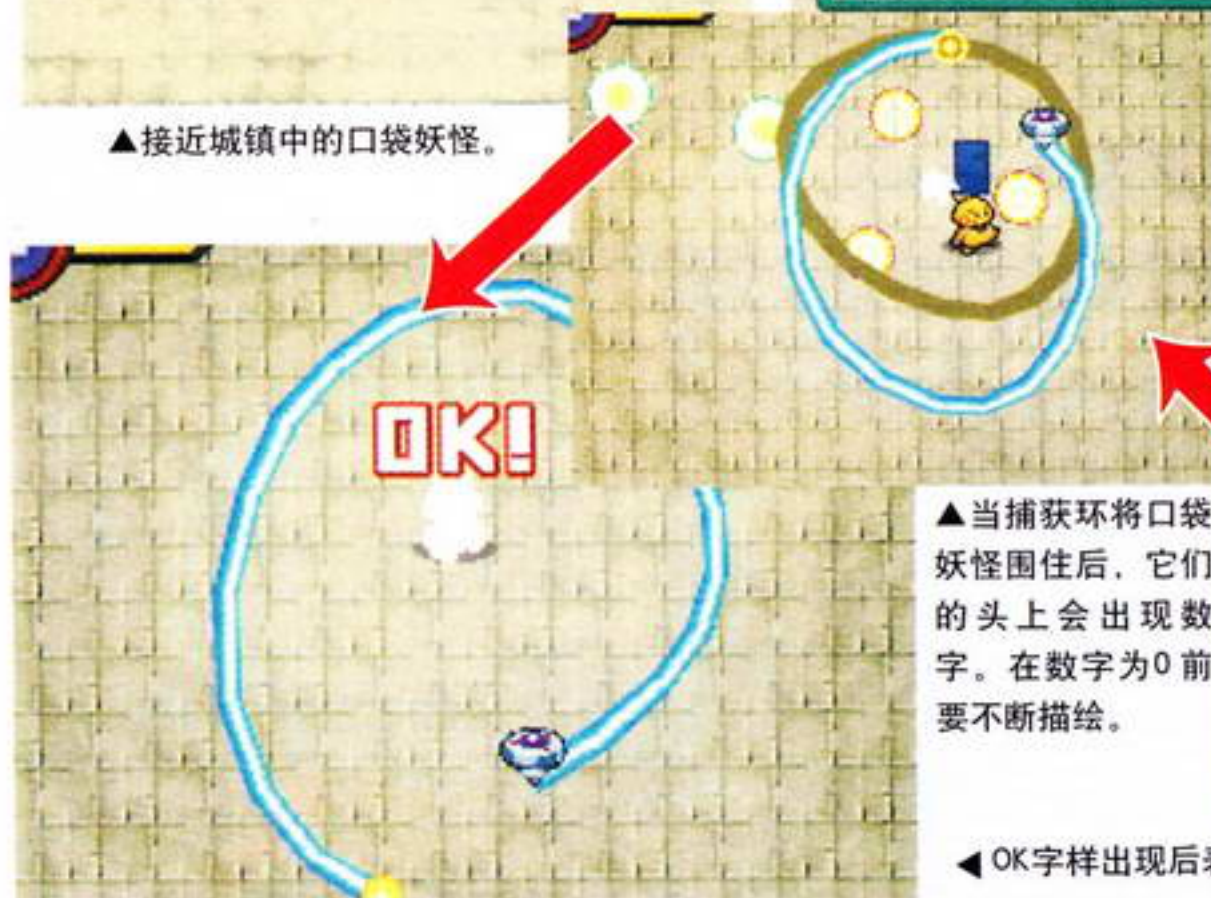 ▲接近城镇中的口袋妖怪。
OK!
▲当捕获环将口袋
妖怪围住后，它们
的头上会出现数
字。在数字为0前
要不断描绘。
◀OK字样出现后